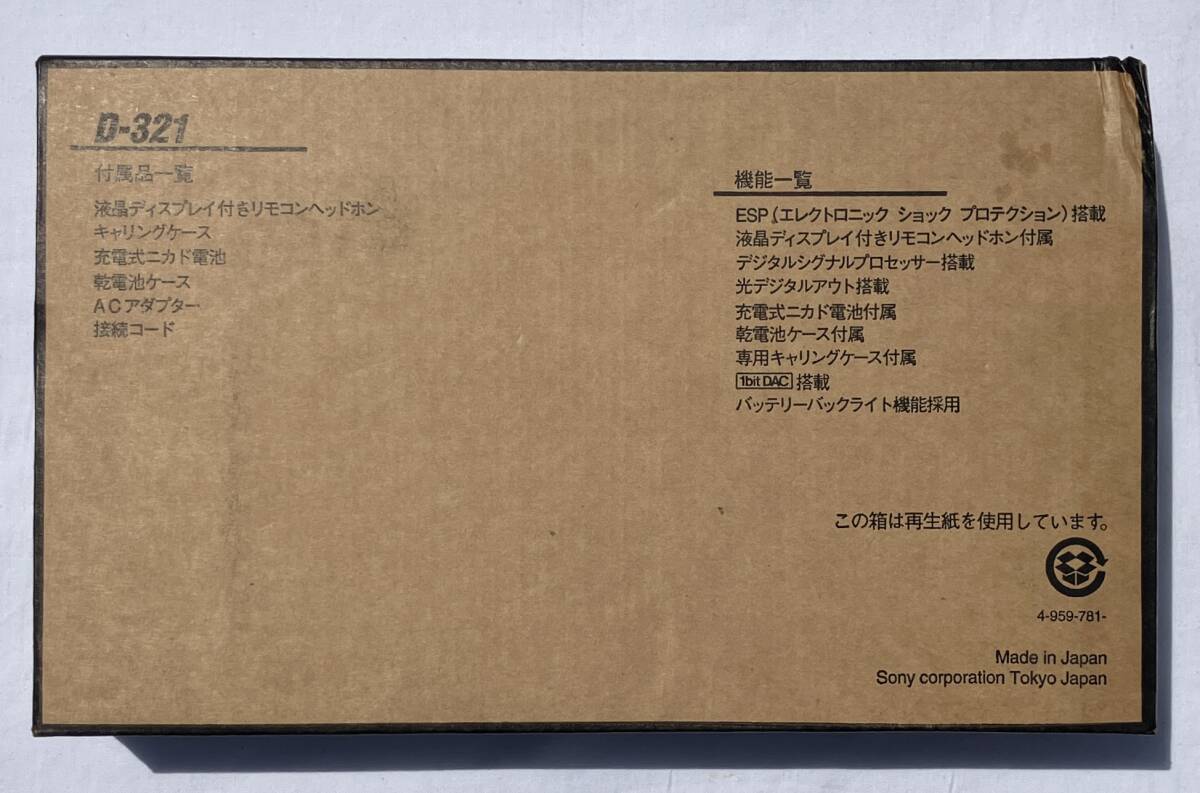 D-321
付属品一覧
液晶ディスプレイ付きリモコンヘッドホン
キャリングケース
充電式ニカド電池
乾電池ケース
ACアダプター
接続コード
機能一覧
ESP(エレクトロニック ショック プロテクション)搭載
液晶ディスプレイ付きリモコンヘッドホン付属
デジタルシグナルプロセッサー搭載
光デジタルアウト搭載
充電式ニカド電池付属
乾電池ケース付属
専用キャリングケース付属
1bit DAC 搭載
バッテリーバックライト機能採用
この箱は再生紙を使用しています。
4-959-781-
Made in Japan
Sony corporation Tokyo Japan